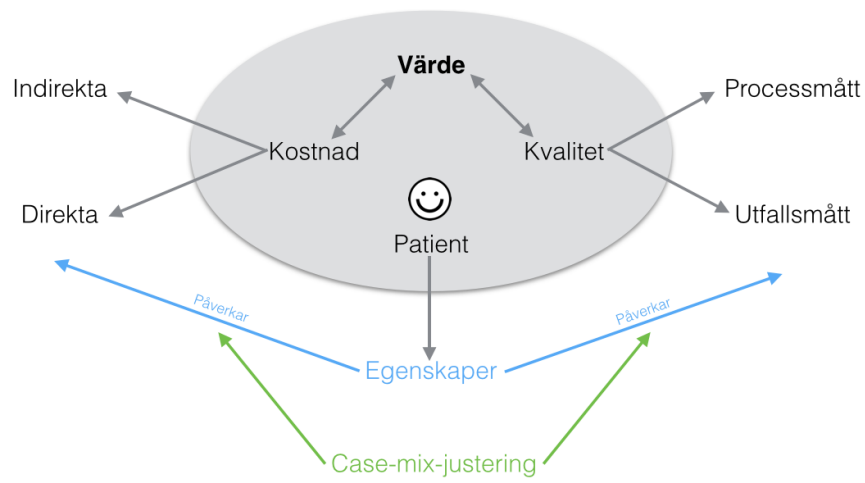 Värde
Indirekta
Processmått
Kostnad
Kvalitet
Direkta
Utfallsmått
Patient
Påverkar
Påverkar
Egenskaper
Case-mix-justering